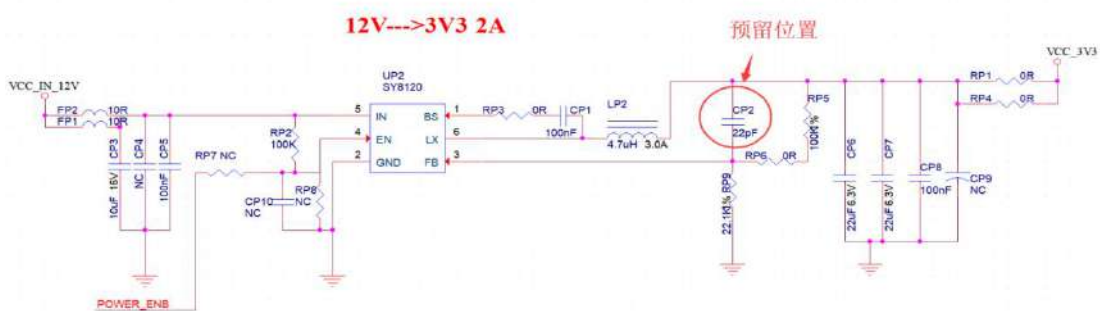 12V--->3V3 2A
预留位置
VCC_IN_12V
VCC_3V3
UP2
SY8120
FP2 10R
FP1 10R
RP1 0R
RP4 0R
5 IN
BS 1
4 EN
LX 6
2 GND
FB 3
RP3 0R
CP1
100nF
LP2
4.7uH 3.0A
CP2
22pF
RP5
100K1%
RP6 0R
RP9
22.1K1%
RP2
100K
RP7 NC
RP8
NC
CP10
NC
CP3
10uF 16V
CP4
NC
CP5
100nF
CP6
22uF6.3V
CP7
22uF6.3V
CP8
100nF
CP9
NC
POWER_ENB